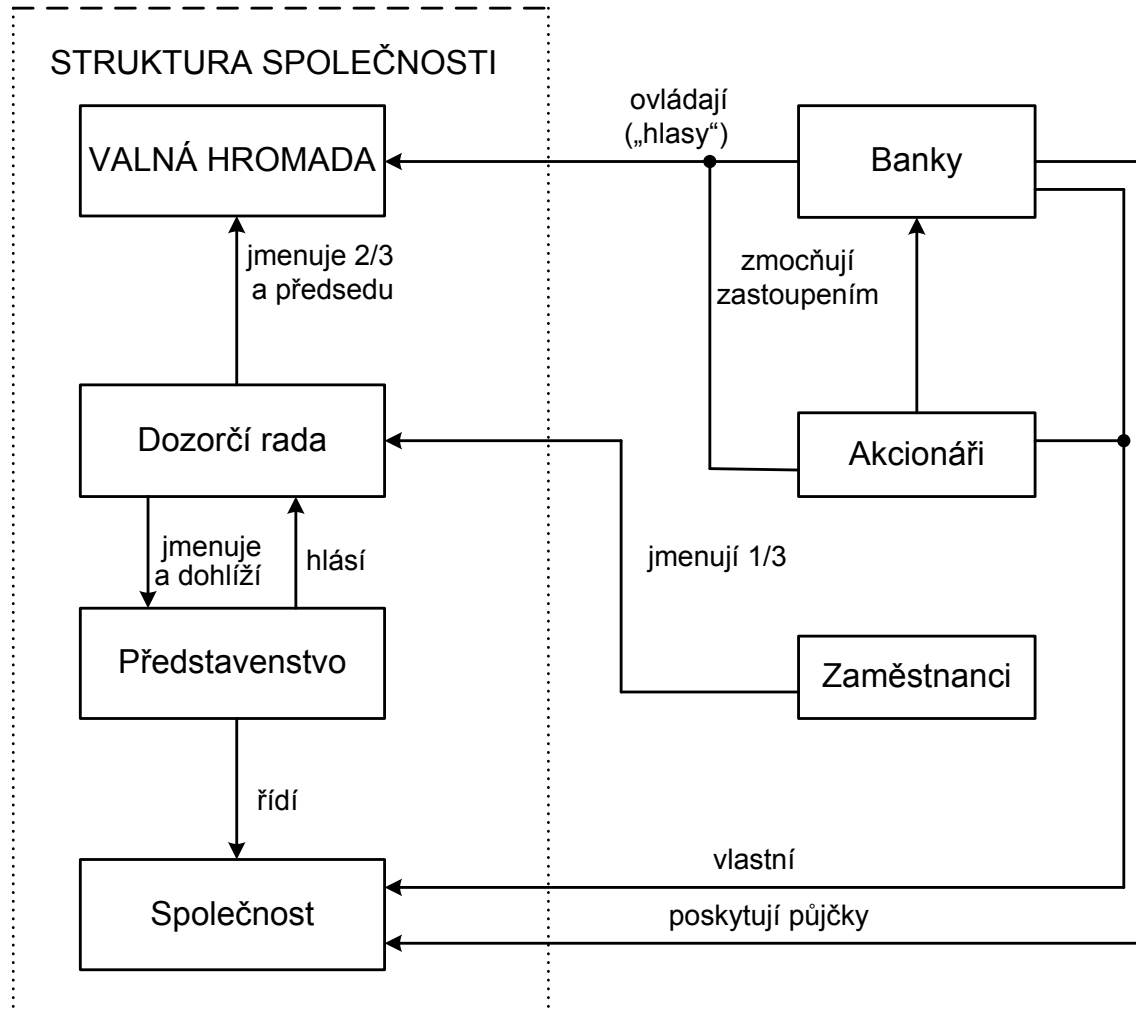 STRUKTURA SPOLEČNOSTI
VALNÁ HROMADA
ovládají
(„hlasy“)
Banky
jmenuje 2/3
a předsedu
zmocňují
zastoupením
Dozorčí rada
Akcionáři
jmenuje
a dohlíží
hlásí
jmenují 1/3
Představenstvo
Zaměstnanci
řídí
vlastní
Společnost
poskytují půjčky